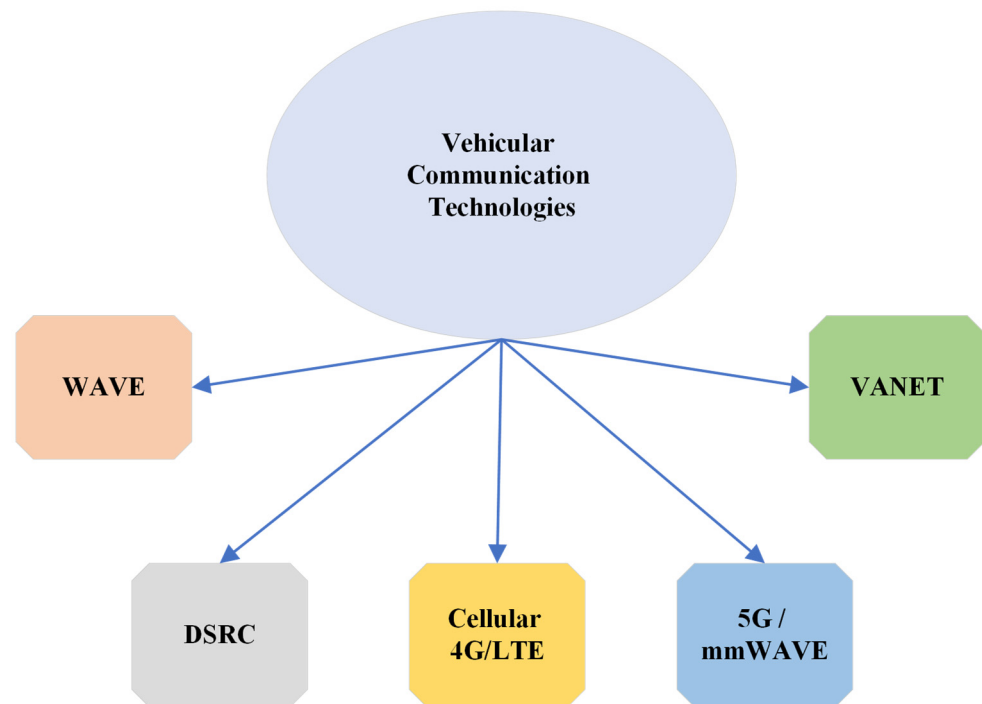 Vehicular
Communication
Technologies
WAVE
VANET
DSRC
Cellular
4G/LTE
5G /
mmWAVE